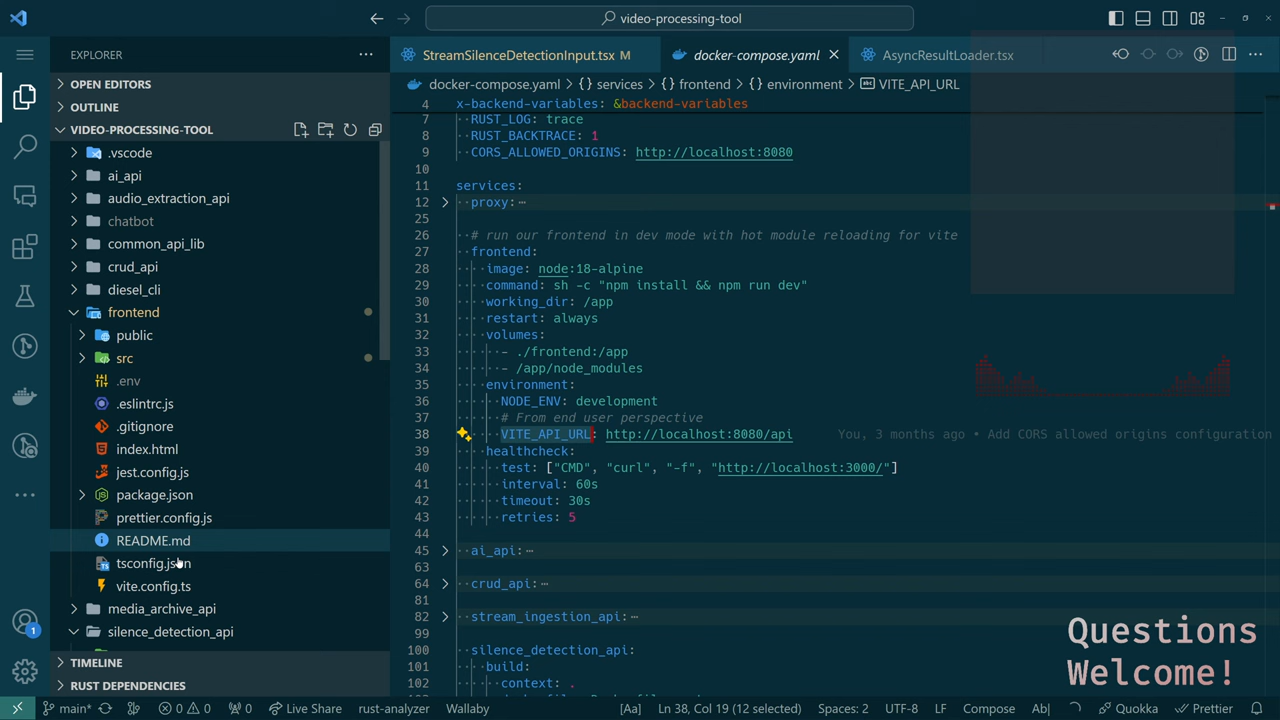 video-processing-tool
EXPLORER
StreamSilenceDetectionInput.tsx M
docker-compose.yaml
AsyncResultLoader.tsx
OPEN EDITORS
OUTLINE
VIDEO-PROCESSING-TOOL
.vscode
ai_api
audio_extraction_api
chatbot
common_api_lib
crud_api
diesel_cli
frontend
public
src
.env
.eslintrc.js
.gitignore
index.html
jest.config.js
package.json
prettier.config.js
README.md
tsconfig.json
vite.config.ts
media_archive_api
silence_detection_api
TIMELINE
RUST DEPENDENCIES
docker-compose.yaml > {} services > {} frontend > {} environment > VITE_API_URL
4 x-backend-variables: &backend-variables
7 RUST_LOG: trace
8 RUST_BACKTRACE: 1
9 CORS_ALLOWED_ORIGINS: http://localhost:8080
10
11 services:
12 proxy: ⋯
25
26 # run our frontend in dev mode with hot module reloading for vite
27 frontend:
28 image: node:18-alpine
29 command: sh -c "npm install && npm run dev"
30 working_dir: /app
31 restart: always
32 volumes:
33 - ./frontend:/app
34 - /app/node_modules
35 environment:
36 NODE_ENV: development
37 # From end user perspective
38 VITE_API_URL: http://localhost:8080/api You, 3 months ago • Add CORS allowed origins configuration
39 healthcheck:
40 test: ["CMD", "curl", "-f", "http://localhost:3000/"]
41 interval: 60s
42 timeout: 30s
43 retries: 5
44
45 ai_api: ⋯
63
64 crud_api: ⋯
81
82 stream_ingestion_api: ⋯
99
100 silence_detection_api:
101 build:
102 context: .
Questions
Welcome!
1
main* 0 0 0 Live Share rust-analyzer Wallaby [Aa] Ln 38, Col 19 (12 selected) Spaces: 2 UTF-8 LF Compose Ab| Quokka Prettier